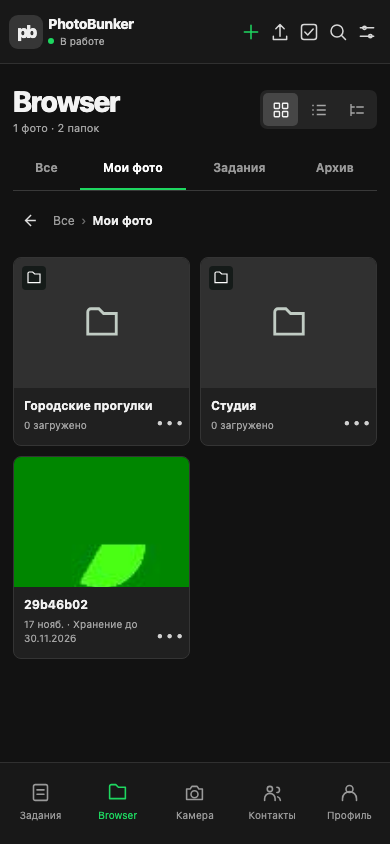 pb
PhotoBunker
В работе
Browser
1 фото · 2 папок
Все
Мои фото
Задания
Архив
Все › Мои фото
Городские прогулки
0 загружено
Студия
0 загружено
29b46b02
17 нояб. · Хранение до
30.11.2026
Задания
Browser
Камера
Контакты
Профиль